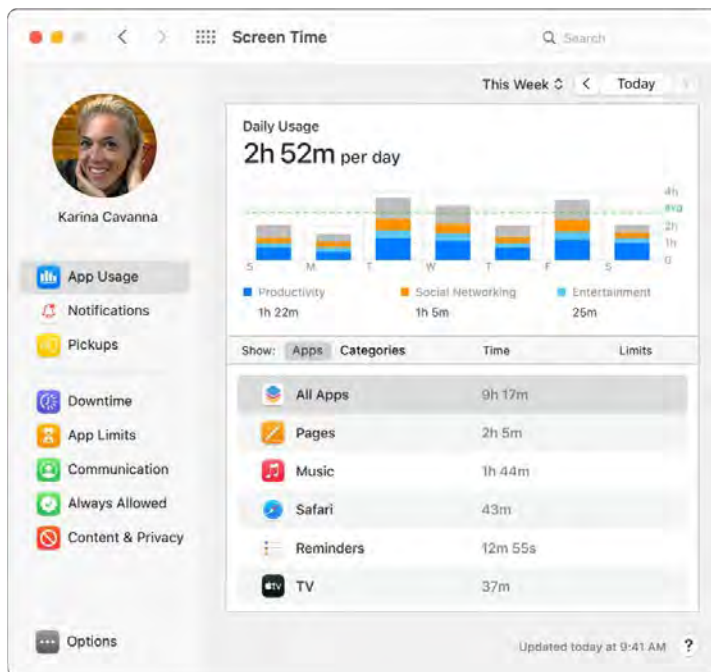 Screen Time
Search
This Week
Today
Karina Cavanna
App Usage
Notifications
Pickups
Downtime
App Limits
Communication
Always Allowed
Content & Privacy
Options
Daily Usage
2h 52m per day
4h
avg
2h
1h
0
S M T W T F S
Productivity Social Networking Entertainment
1h 22m 1h 5m 25m
Show: Apps Categories Time Limits
All Apps 9h 17m
Pages 2h 5m
Music 1h 44m
Safari 43m
Reminders 12m 55s
tv TV 37m
Updated today at 9:41 AM ?